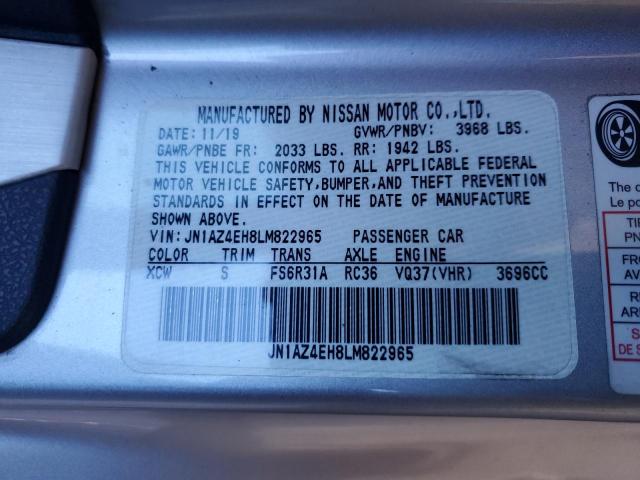 MANUFACTURED BY NISSAN MOTOR CO.,LTD.
DATE: 11/19 GVWR/PNBV: 3968 LBS.
GAWR/PNBE FR: 2033 LBS. RR: 1942 LBS.
THIS VEHICLE CONFORMS TO ALL APPLICABLE FEDERAL
MOTOR VEHICLE SAFETY,BUMPER,AND THEFT PREVENTION
STANDARDS IN EFFECT ON THE DATE OF MANUFACTURE
SHOWN ABOVE.
VIN: JN1AZ4EH8LM822965 PASSENGER CAR
COLOR TRIM TRANS AXLE ENGINE
XCW S FS6R31A RC36 VQ37(VHR) 3696CC
JN1AZ4EH8LM822965
The
Le